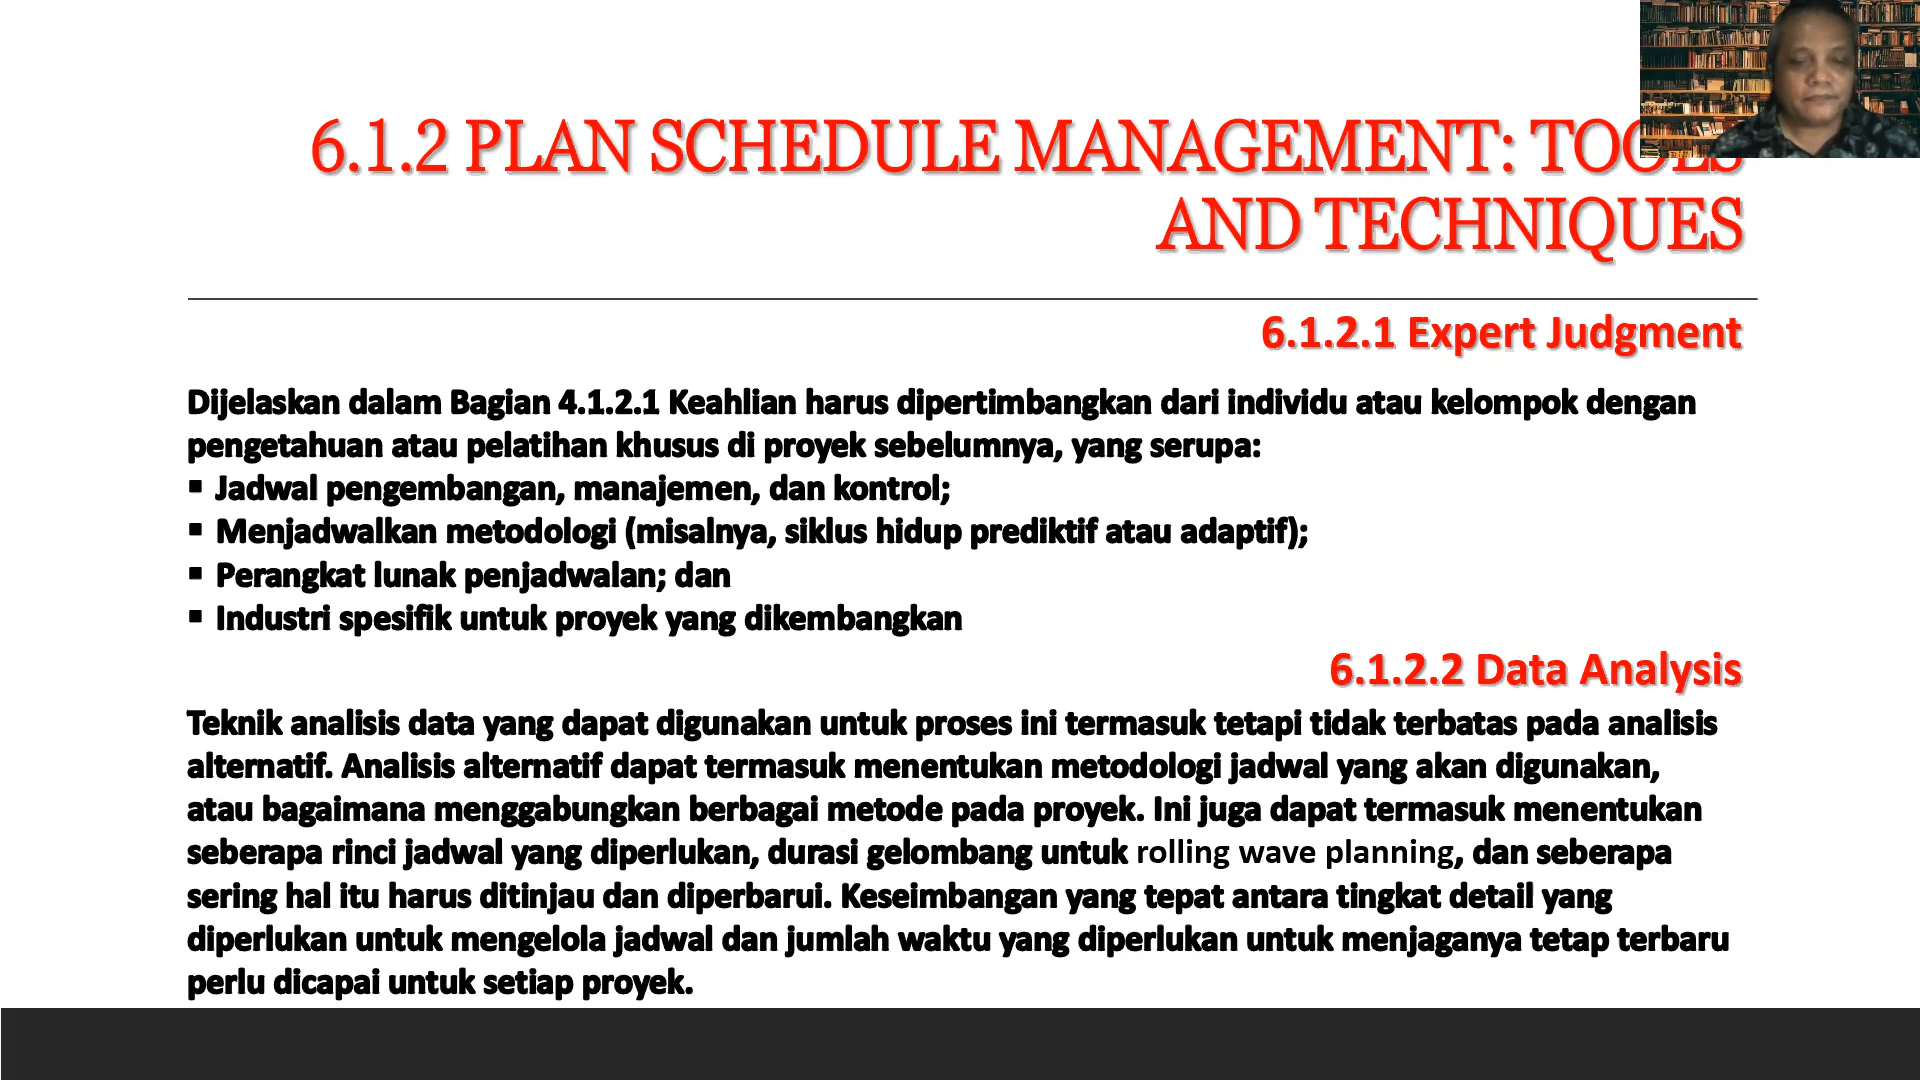 6.1.2 PLAN SCHEDULE MANAGEMENT: TOOLS
AND TECHNIQUES
6.1.2.1 Expert Judgment
Dijelaskan dalam Bagian 4.1.2.1 Keahlian harus dipertimbangkan dari individu atau kelompok dengan
pengetahuan atau pelatihan khusus di proyek sebelumnya, yang serupa:
▪ Jadwal pengembangan, manajemen, dan kontrol;
▪ Menjadwalkan metodologi (misalnya, siklus hidup prediktif atau adaptif);
▪ Perangkat lunak penjadwalan; dan
▪ Industri spesifik untuk proyek yang dikembangkan
6.1.2.2 Data Analysis
Teknik analisis data yang dapat digunakan untuk proses ini termasuk tetapi tidak terbatas pada analisis
alternatif. Analisis alternatif dapat termasuk menentukan metodologi jadwal yang akan digunakan,
atau bagaimana menggabungkan berbagai metode pada proyek. Ini juga dapat termasuk menentukan
seberapa rinci jadwal yang diperlukan, durasi gelombang untuk rolling wave planning, dan seberapa
sering hal itu harus ditinjau dan diperbarui. Keseimbangan yang tepat antara tingkat detail yang
diperlukan untuk mengelola jadwal dan jumlah waktu yang diperlukan untuk menjaganya tetap terbaru
perlu dicapai untuk setiap proyek.